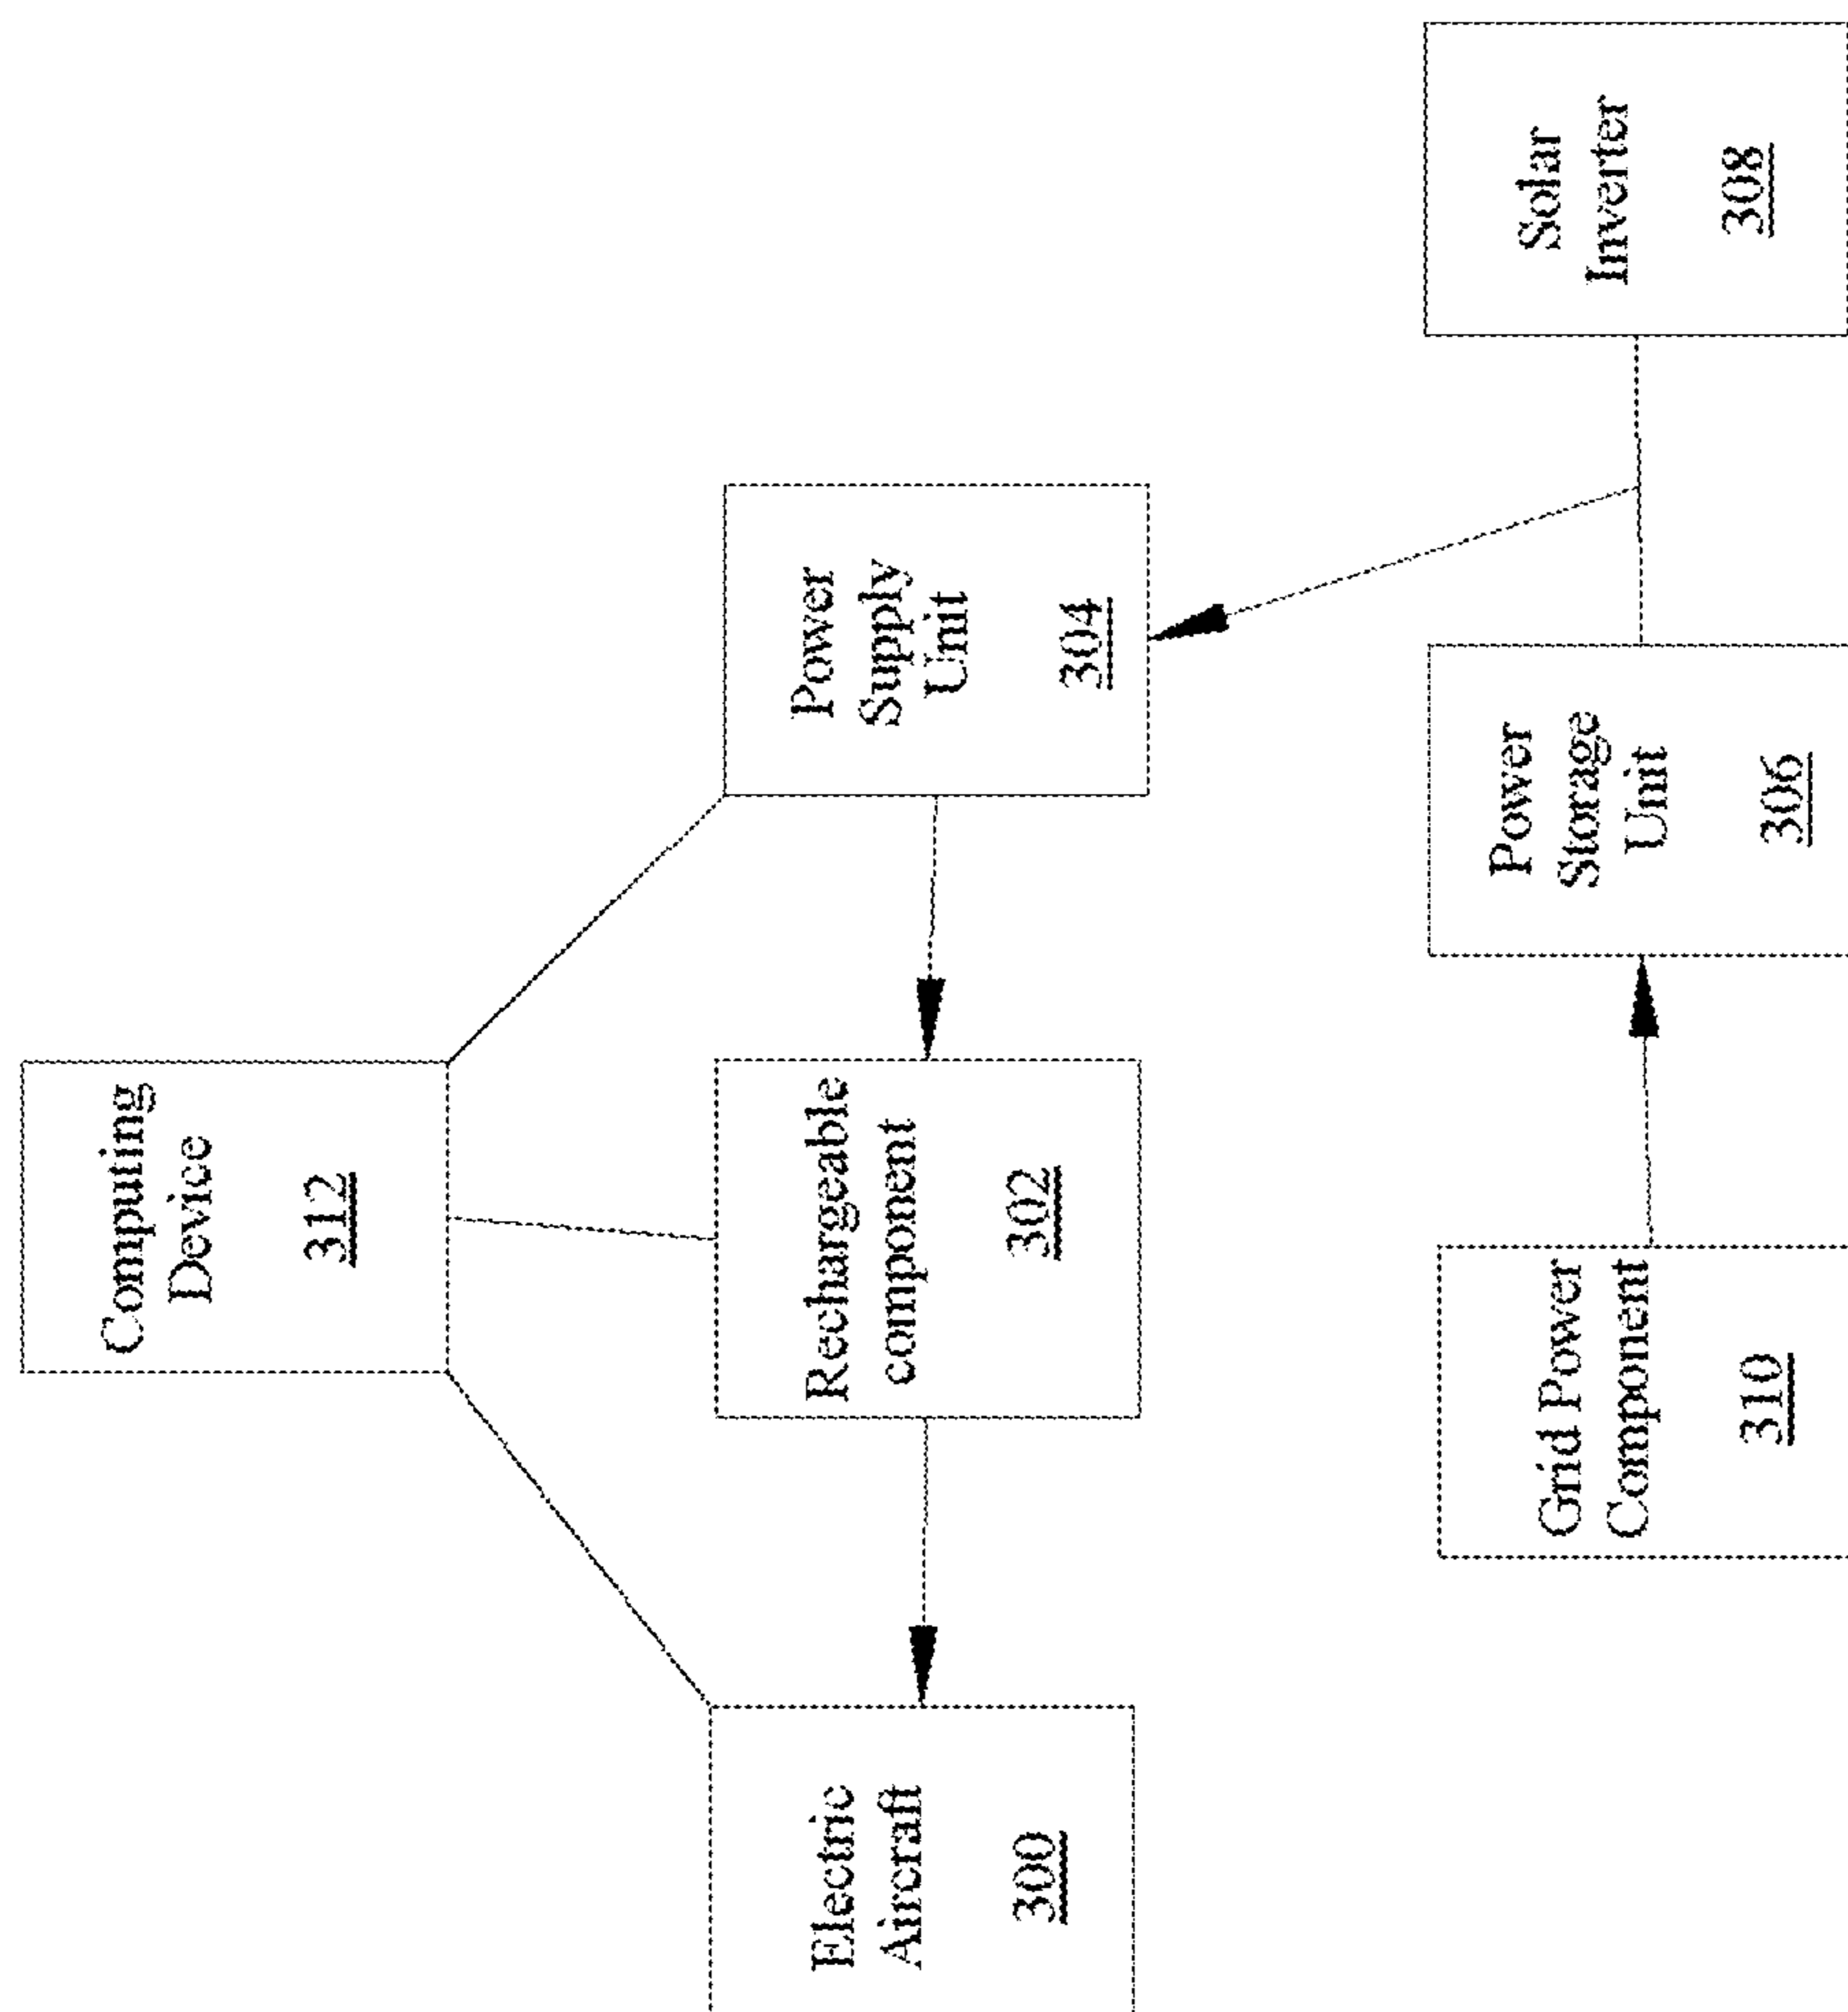 Computing
Device
312
Electric
Aircraft
300
Rechargeable
component
302
Power
Supply
Unit
304
Grid Power
Component
310
Power
Storage
Unit
306
Solar
Inverter
308